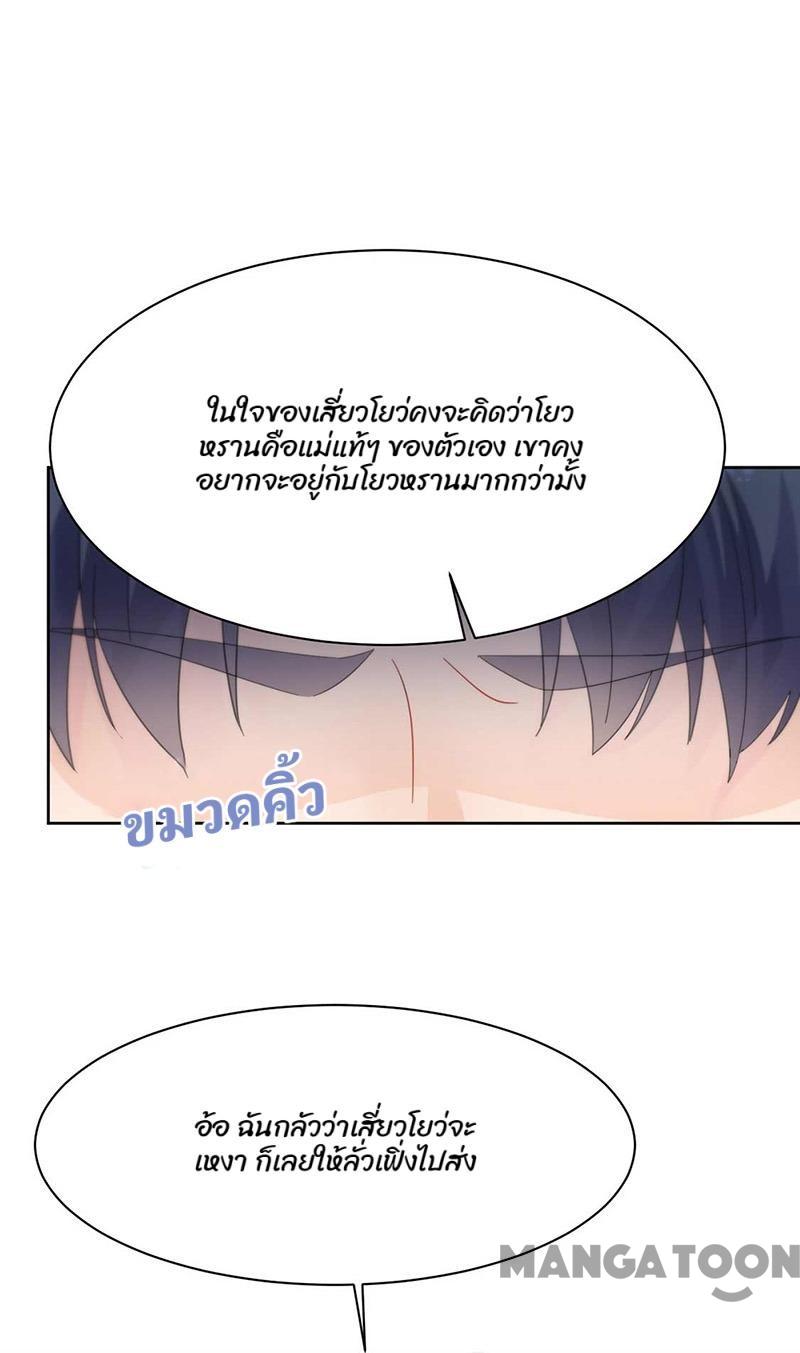 ในใจของเสี่ยวโยว่คงจะคิดว่าโยว
หรานคือแม่แท้ๆ ของตัวเอง เขาคง
อยากจะอยู่กับโยวหรานมากกว่ามั้ง
ขมวดคิ้ว
อ้อ ฉันกลัวว่าเสี่ยวโยว่จะ
เหงา ก็เลยให้ลั่วเฟิ่งไปส่ง
MANGATOON